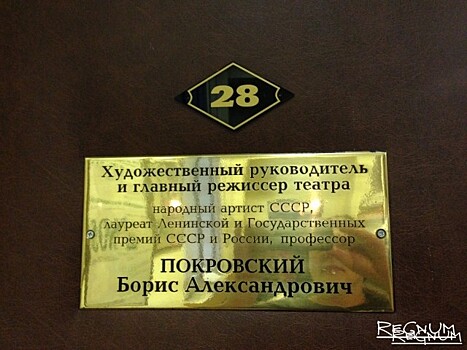 28
Художественный руководитель
и главный режиссер театра
народный артист СССР,
лауреат Ленинской и Государственных
премий СССР и России, профессор
ПОКРОВСКИЙ
Борис Александрович
REGNUM
REGNUM